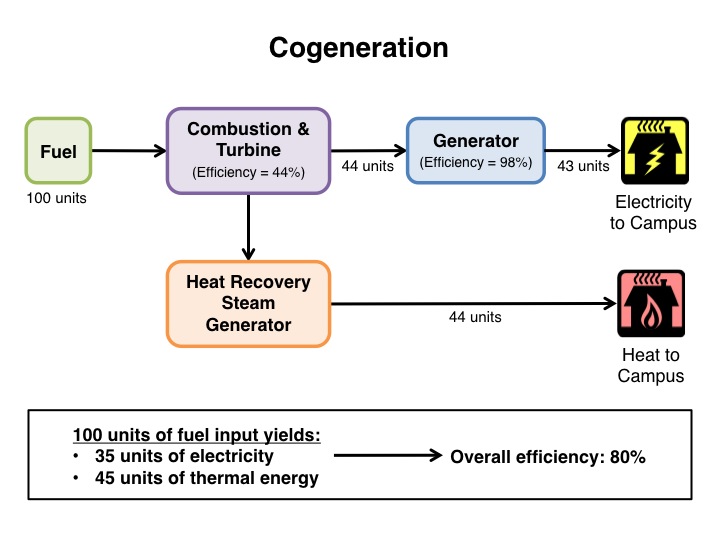 Cogeneration
Fuel
100 units
Combustion &
Turbine
(Efficiency = 44%)
44 units
Generator
(Efficiency = 98%)
43 units
Electricity
to Campus
Heat Recovery
Steam
Generator
44 units
Heat to
Campus
100 units of fuel input yields:
• 35 units of electricity
• 45 units of thermal energy
Overall efficiency: 80%